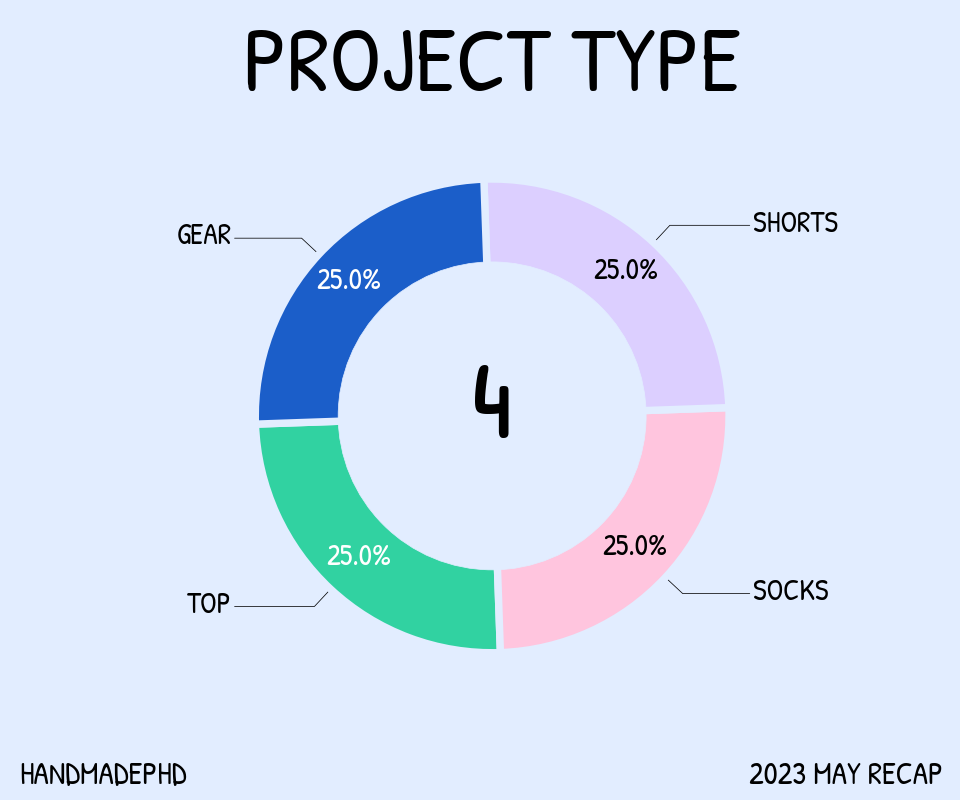 PROJECT TYPE
GEAR
SHORTS
25.0%
25.0%
4
25.0%
25.0%
TOP
SOCKS
HANDMADEPHD
2023 MAY RECAP